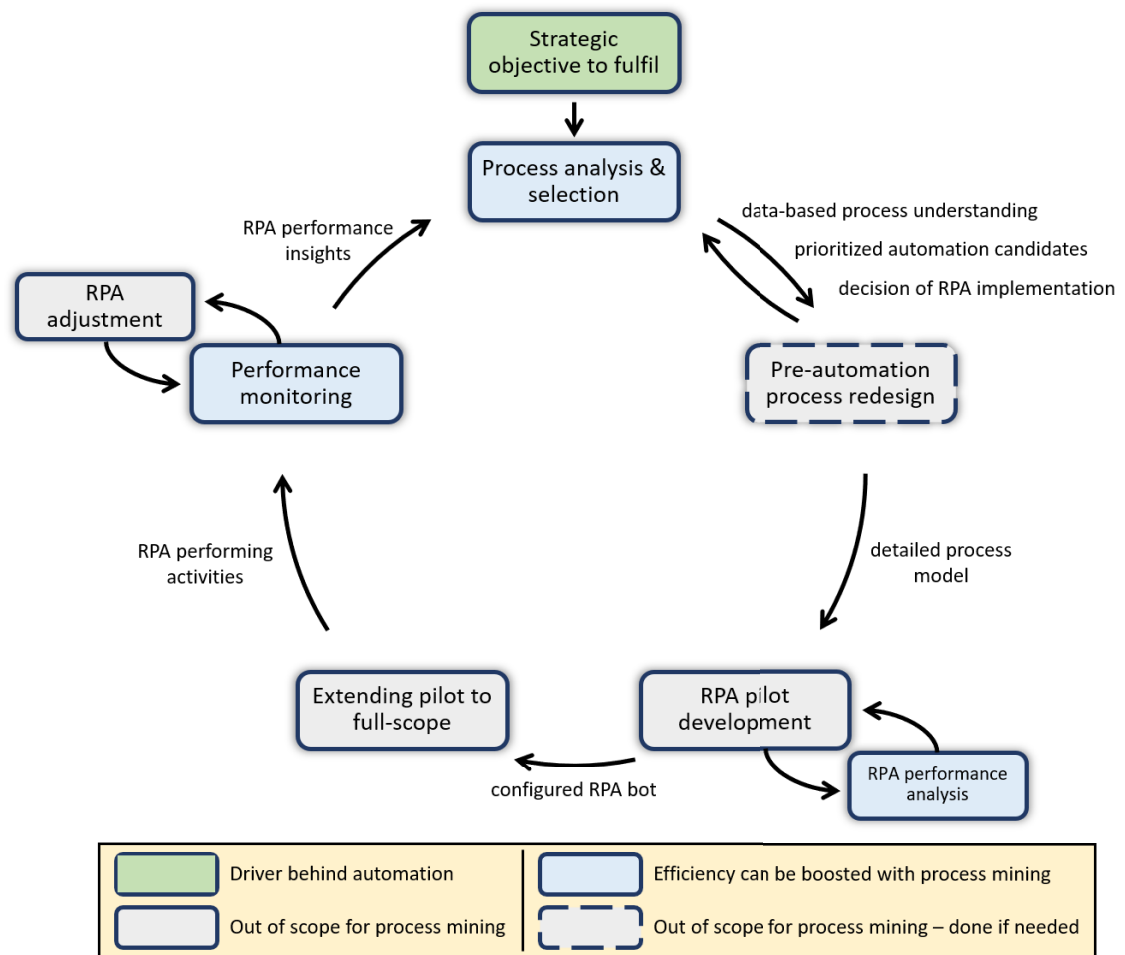 Strategic
objective to fulfil
Process analysis &
selection
data-based process understanding
prioritized automation candidates
decision of RPA implementation
RPA performance
insights
RPA
adjustment
Performance
monitoring
Pre-automation
process redesign
RPA performing
activities
detailed process
model
Extending pilot to
full-scope
RPA pilot
development
configured RPA bot
RPA performance
analysis
Driver behind automation
Efficiency can be boosted with process mining
Out of scope for process mining
Out of scope for process mining – done if needed